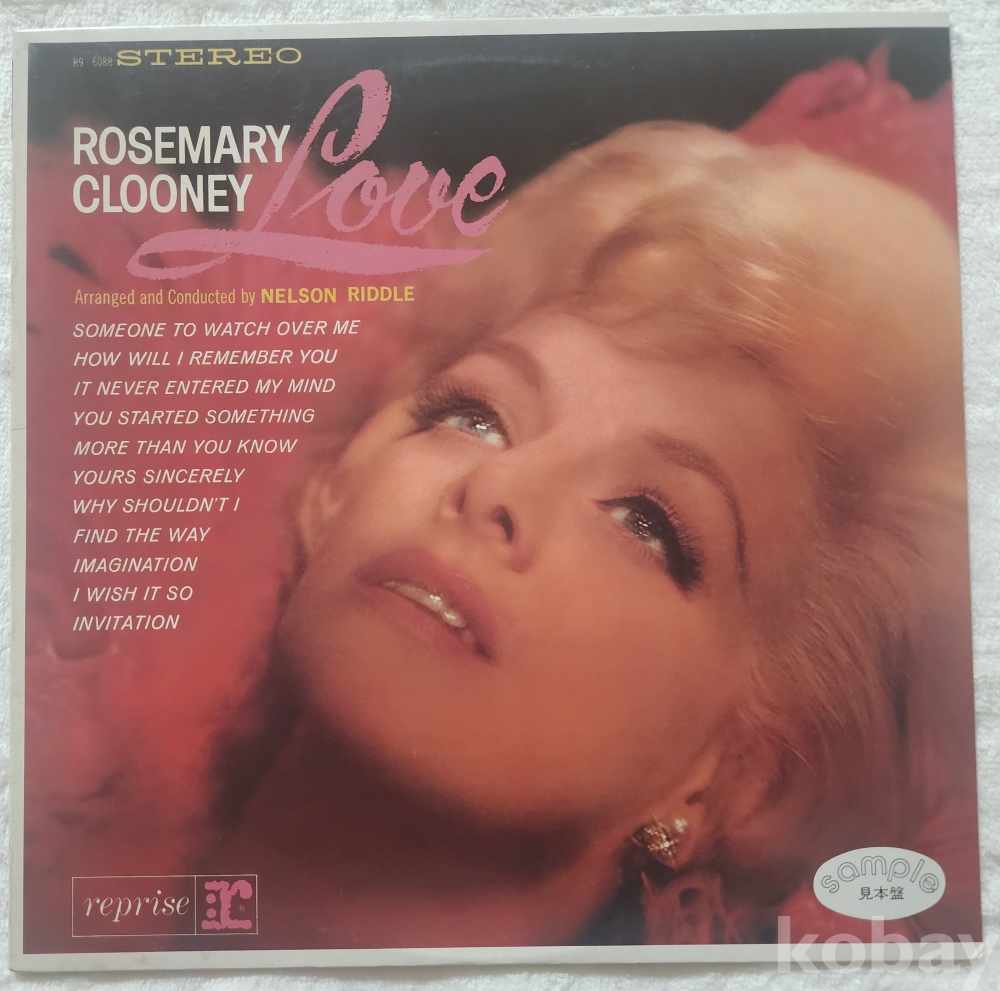 R9 6088 STEREO
ROSEMARY
CLOONEY
Love
Arranged and Conducted by NELSON RIDDLE
SOMEONE TO WATCH OVER ME
HOW WILL I REMEMBER YOU
IT NEVER ENTERED MY MIND
YOU STARTED SOMETHING
MORE THAN YOU KNOW
YOURS SINCERELY
WHY SHOULDN'T I
FIND THE WAY
IMAGINATION
I WISH IT SO
INVITATION
reprise r
sample
見本盤
kobay